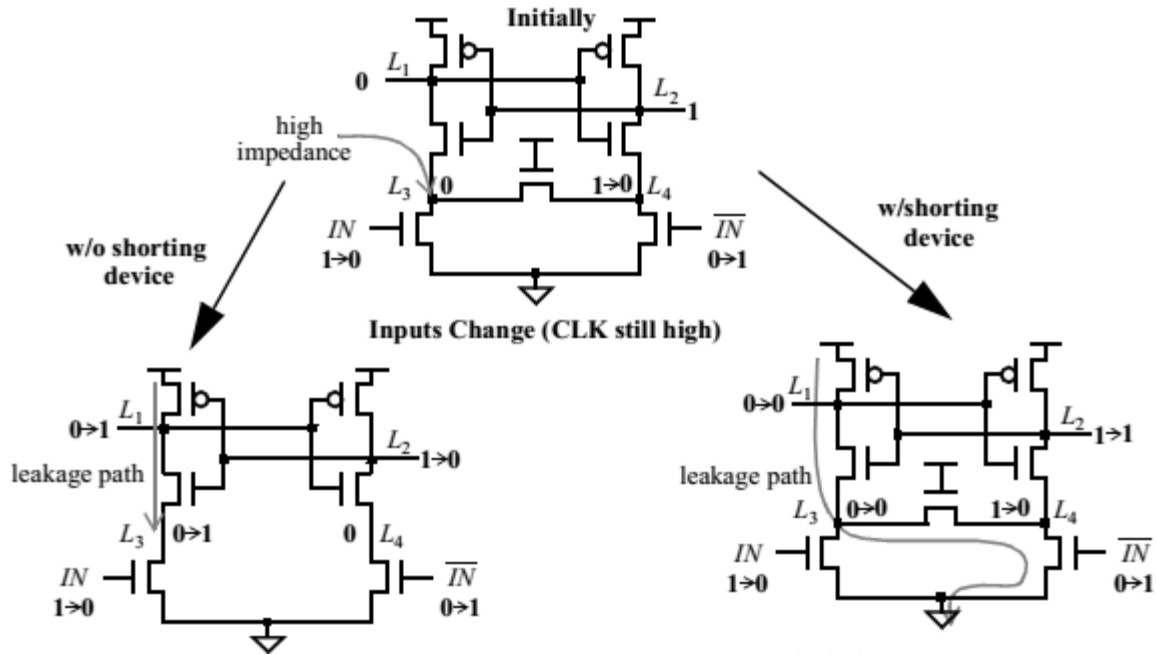 Initially
L1
0
L2
1
high
impedance
L3
0
1→0
L4
IN
1→0
IN
0→1
w/o shorting
device
w/shorting
device
Inputs Change (CLK still high)
L1
0→1
L2
1→0
leakage path
L3
0→1
0
L4
IN
1→0
IN
0→1
L1
0→0
L2
1→1
leakage path
L3
0→0
1→0
L4
IN
1→0
IN
0→1